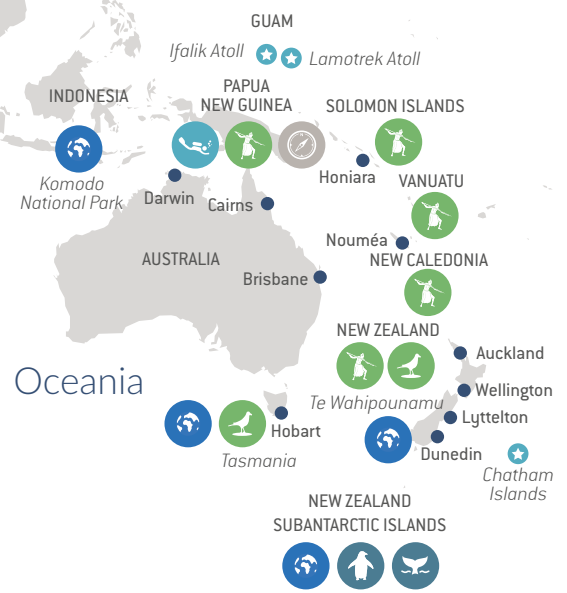 GUAM
Ifalik Atoll
Lamotrek Atoll
INDONESIA
PAPUA
NEW GUINEA
SOLOMON ISLANDS
Komodo
National Park
Darwin
Cairns
Honiara
VANUATU
Nouméa
NEW CALEDONIA
AUSTRALIA
Brisbane
NEW ZEALAND
Auckland
Oceania
Te Wahipounamu
Wellington
Lyttelton
Hobart
Dunedin
Tasmania
Chatham
Islands
NEW ZEALAND
SUBANTARCTIC ISLANDS